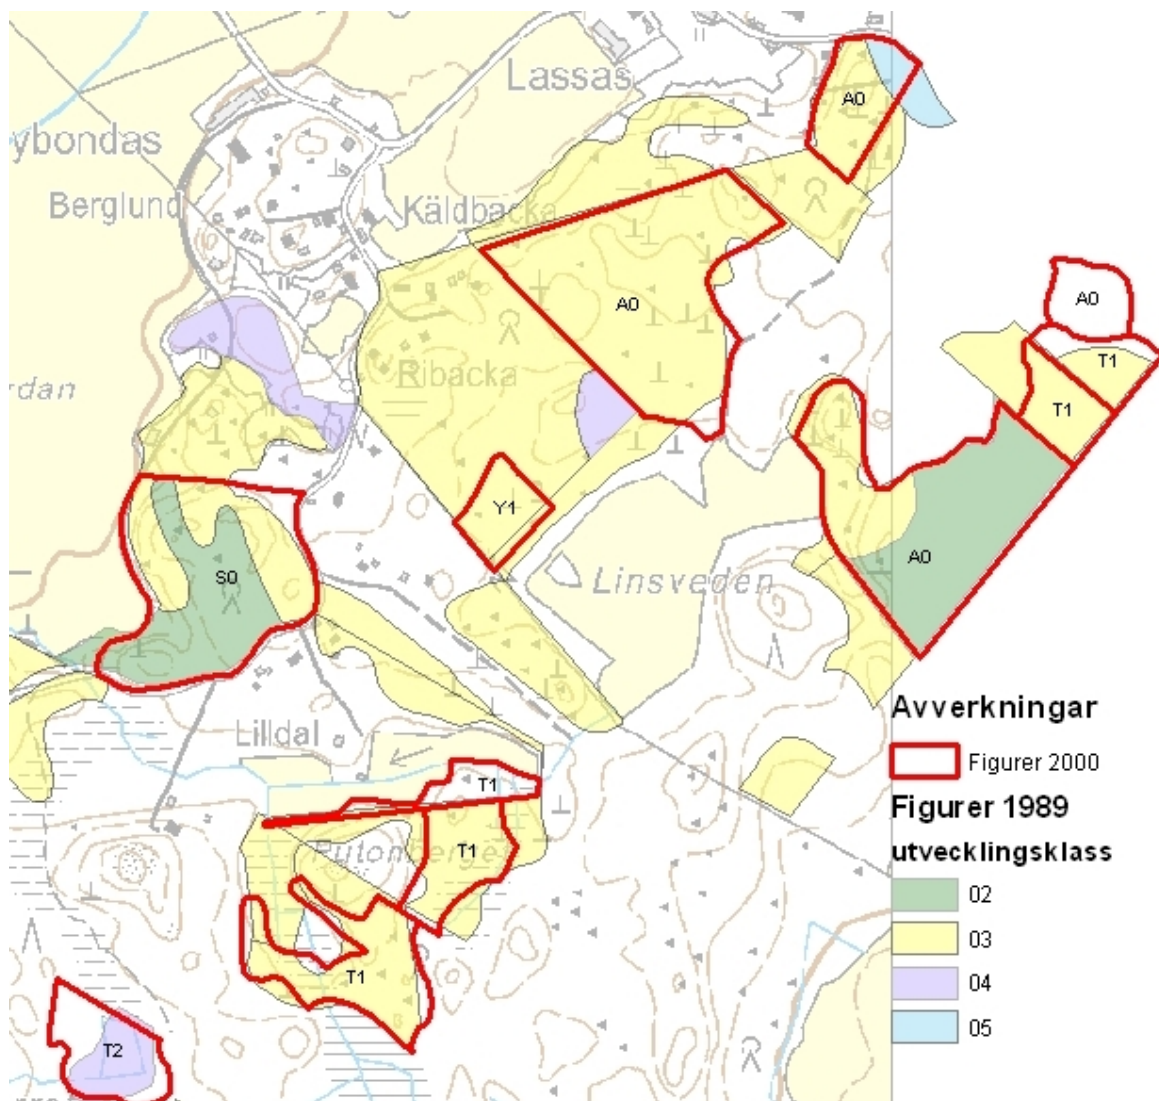 Lassas
A0
ybondas
Berglund
Käldbacka
A0
A0
Ribacka
T1
rdan
T1
Y1
A0
S0
Linsveden
Avverkningar
Lilldal
Figurer 2000
T1
Figurer 1989
T1
utvecklingsklass
02
03
T1
04
05
T2